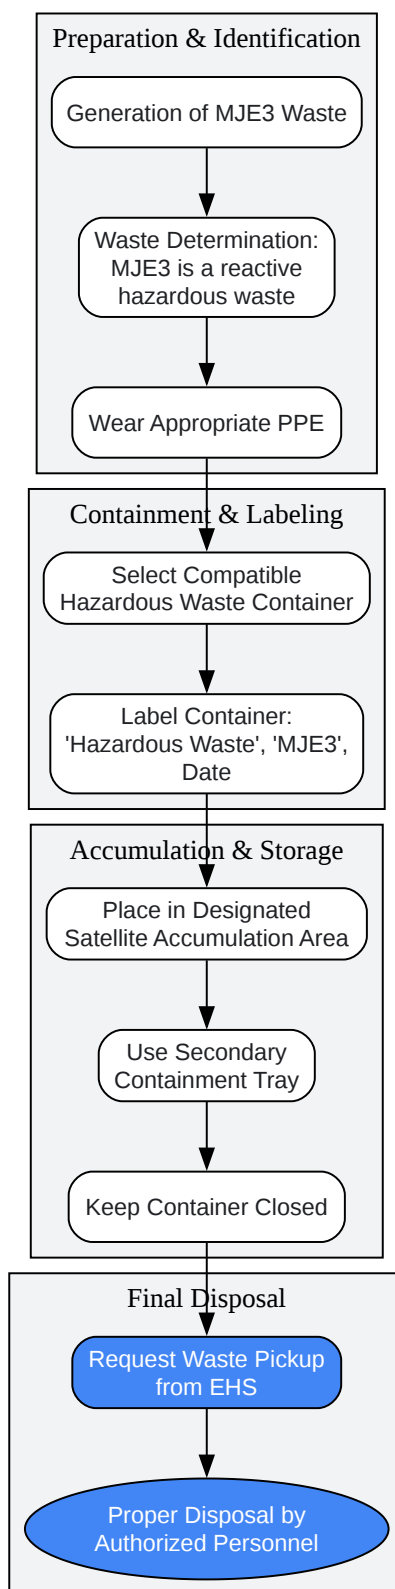 Preparation & Identification
Generation of MJE3 Waste
Waste Determination:
MJE3 is a reactive
hazardous waste
Wear Appropriate PPE
Containment & Labeling
Select Compatible
Hazardous Waste Container
Label Container:
'Hazardous Waste', 'MJE3',
Date
Accumulation & Storage
Place in Designated
Satellite Accumulation Area
Use Secondary
Containment Tray
Keep Container Closed
Final Disposal
Request Waste Pickup
from EHS
Proper Disposal by
Authorized Personnel